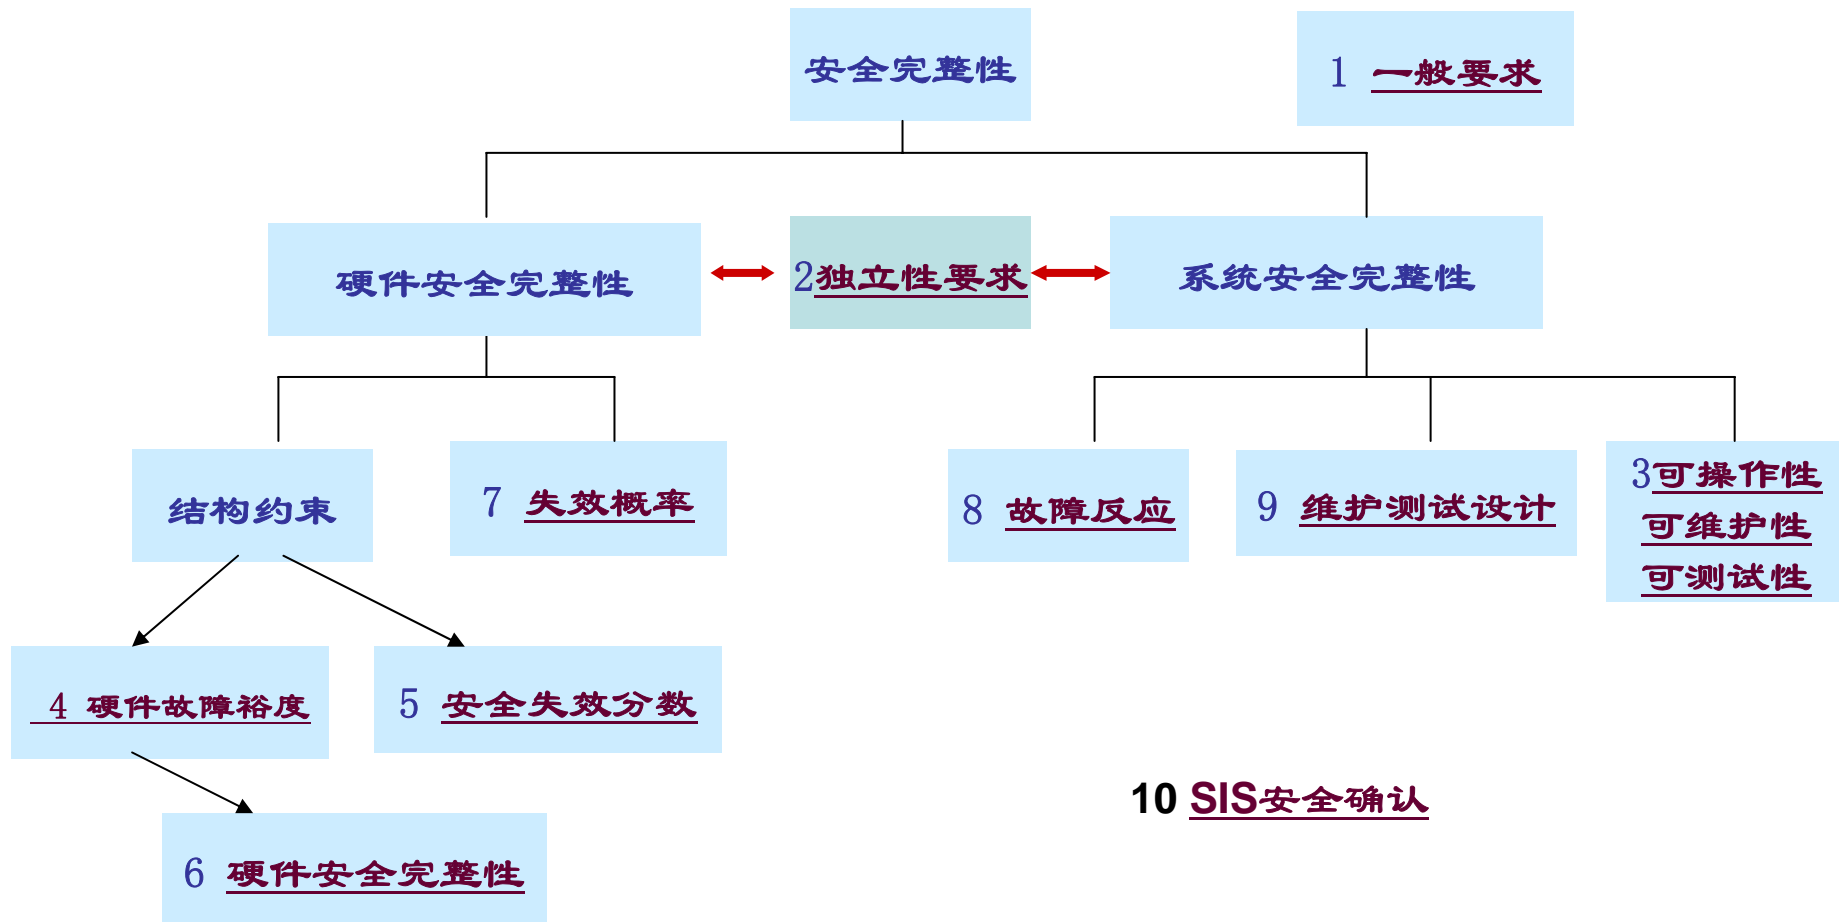 安全完整性
1 一般要求
硬件安全完整性
2独立性要求
系统安全完整性
结构约束
7 失效概率
8 故障反应
9 维护测试设计
3可操作性
可维护性
可测试性
4 硬件故障裕度
5 安全失效分数
10 SIS安全确认
6 硬件安全完整性